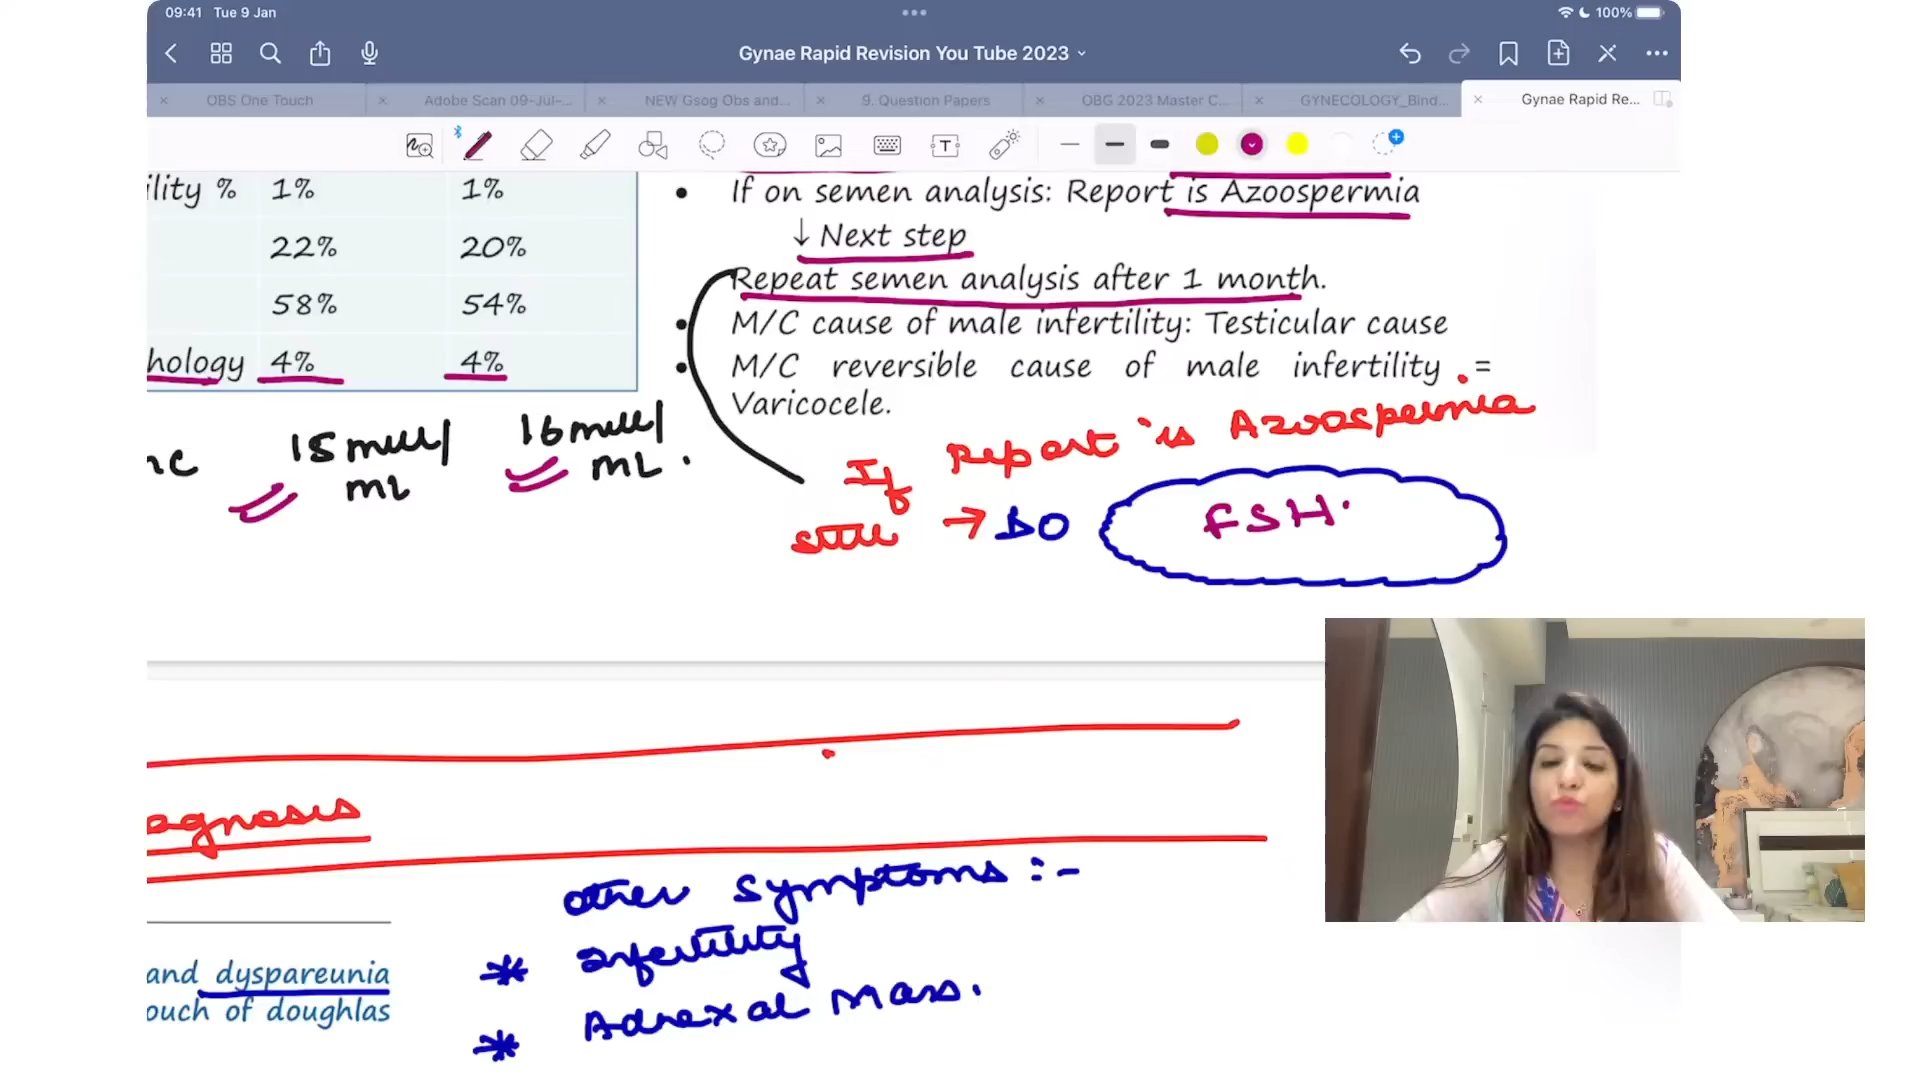 09:41 Tue 9 Jan
100%
Gynae Rapid Revision You Tube 2023
OBS One Touch
Adobe Scan 09-Jul-...
NEW Gsog Obs and...
9. Question Papers
OBG 2023 Master C...
GYNECOLOGY_Bind...
Gynae Rapid Re...
ility % 1% 1%
22% 20%
58% 54%
hology 4% 4%
15 mill/ mL
16 mill/ mL.
• If on semen analysis: Report is Azoospermia
↓ Next step
Repeat semen analysis after 1 month.
• M/C cause of male infertility: Testicular cause
• M/C reversible cause of male infertility =
Varicocele.
If Report is Azoospermia
still → DO FSH.
agnosis
other symptoms :-
* Infertility
* Adnexal Mass.
and dyspareunia
ouch of doughlas